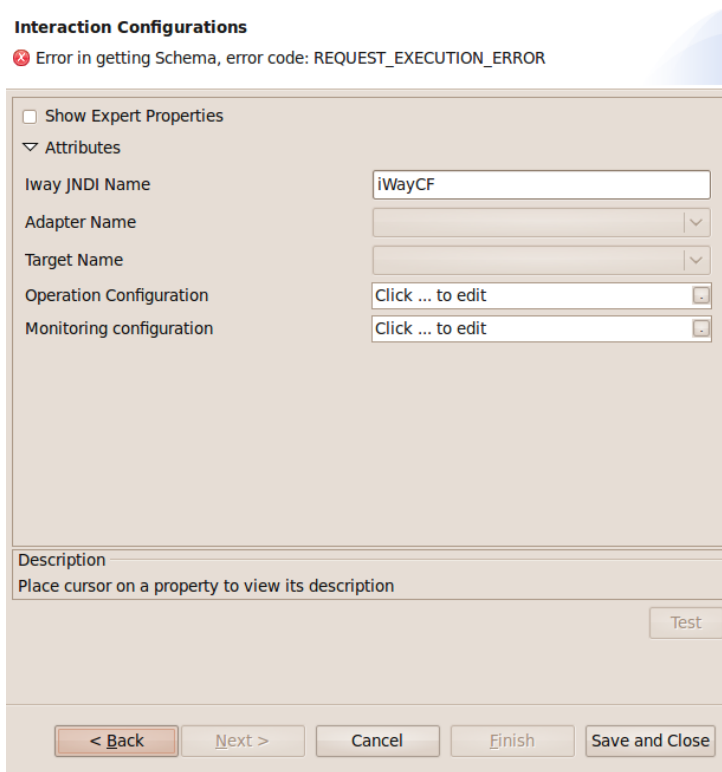 Interaction Configurations
Error in getting Schema, error code: REQUEST_EXECUTION_ERROR
Show Expert Properties
Attributes
Iway JNDI Name iWayCF
Adapter Name
Target Name
Operation Configuration Click ... to edit .
Monitoring configuration Click ... to edit .
Description
Place cursor on a property to view its description
Test
< Back Next > Cancel Finish Save and Close